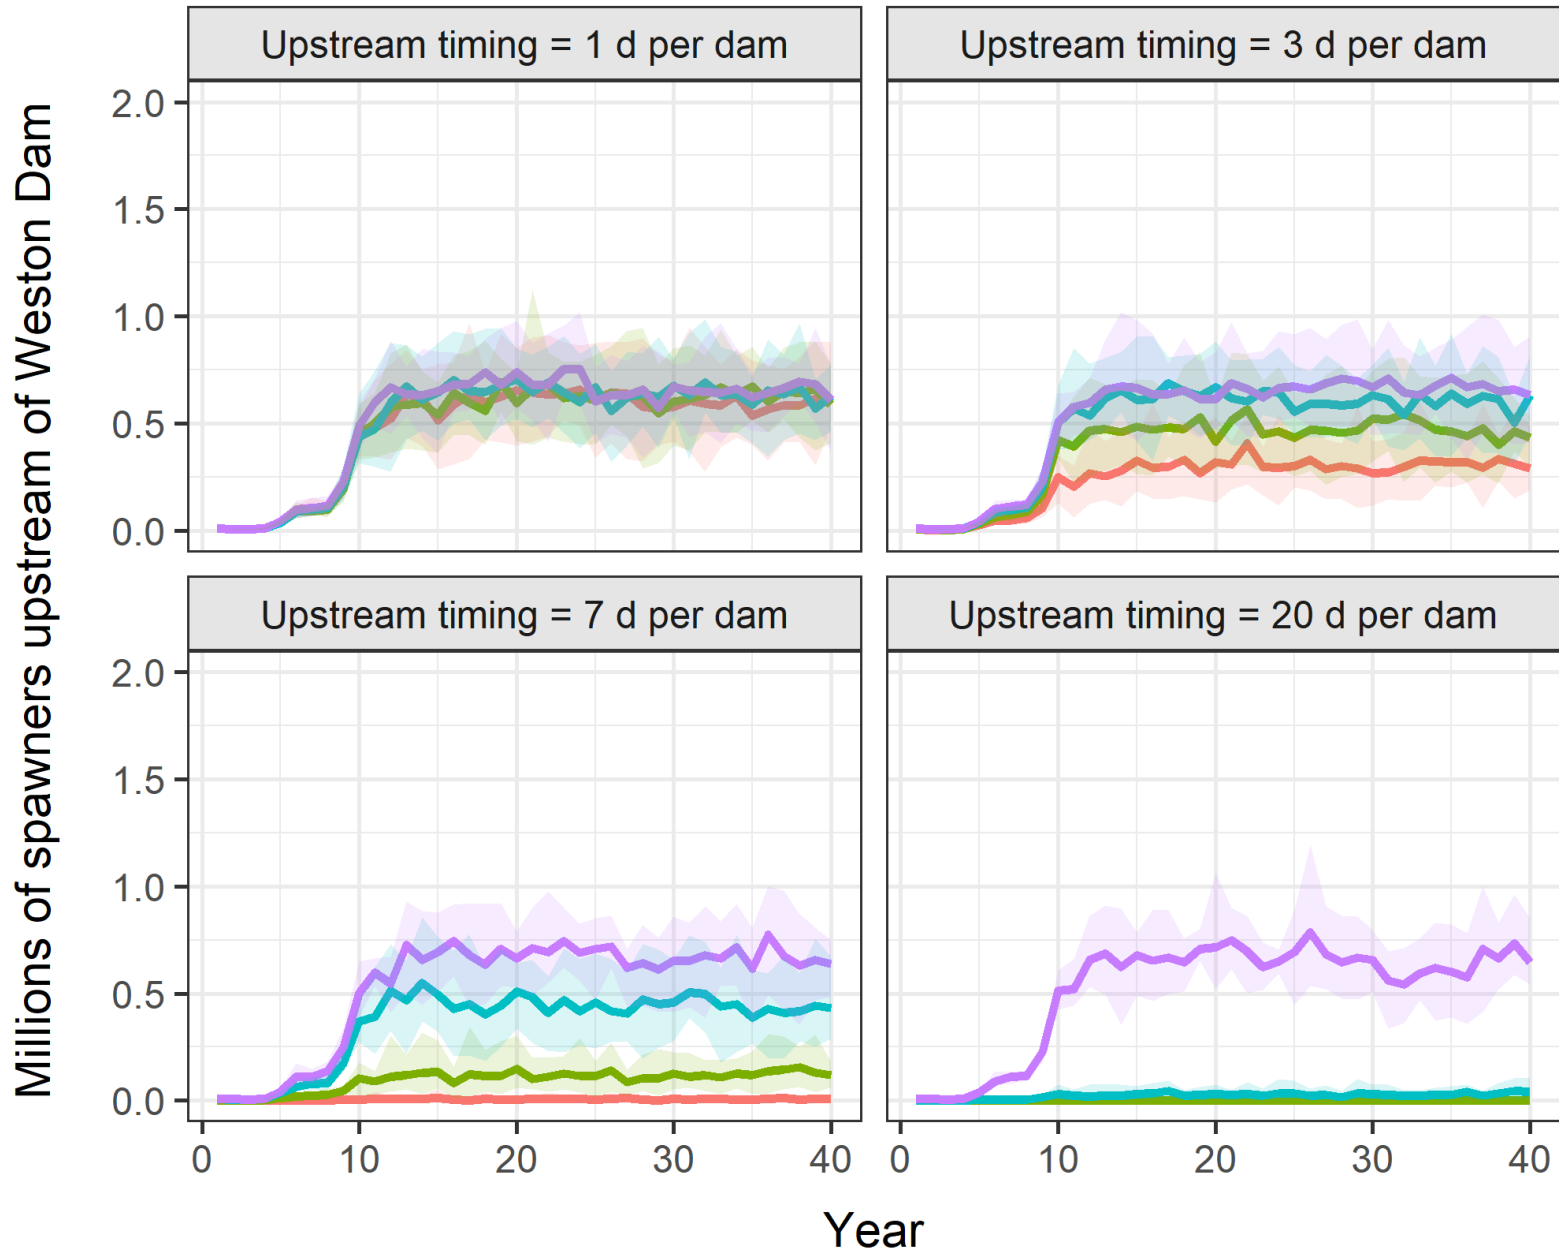 Upstream timing = 1 d per dam
Upstream timing = 3 d per dam
2.0
1.5
1.0
0.5
0.0
Upstream timing = 7 d per dam
Upstream timing = 20 d per dam
2.0
1.5
1.0
0.5
0.0
0 10 20 30 40
0 10 20 30 40
Year
Millions of spawners upstream of Weston Dam